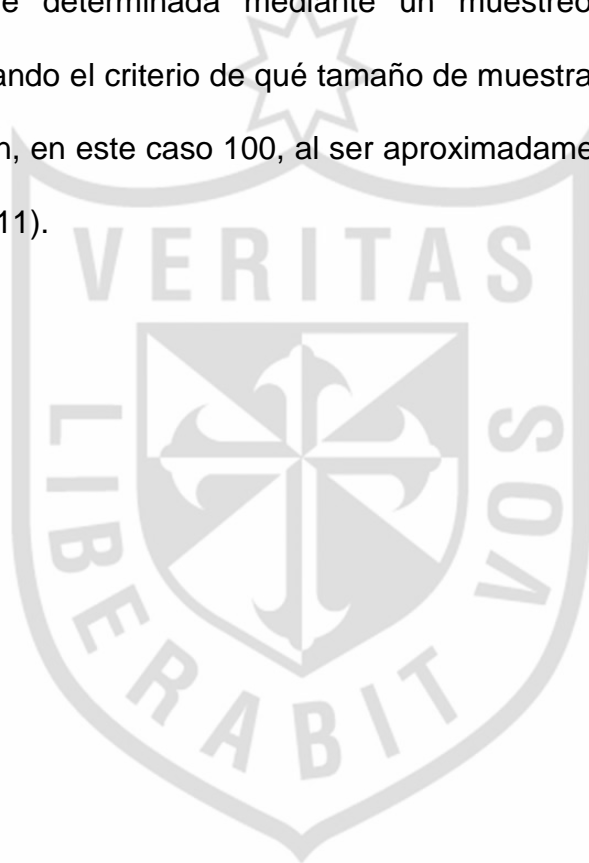 determinada mediante un muestreo
ando el criterio de qué tamaño de muestra
n, en este caso 100, al ser aproximadame
11).
VERITAS
LIBERABIT VOS